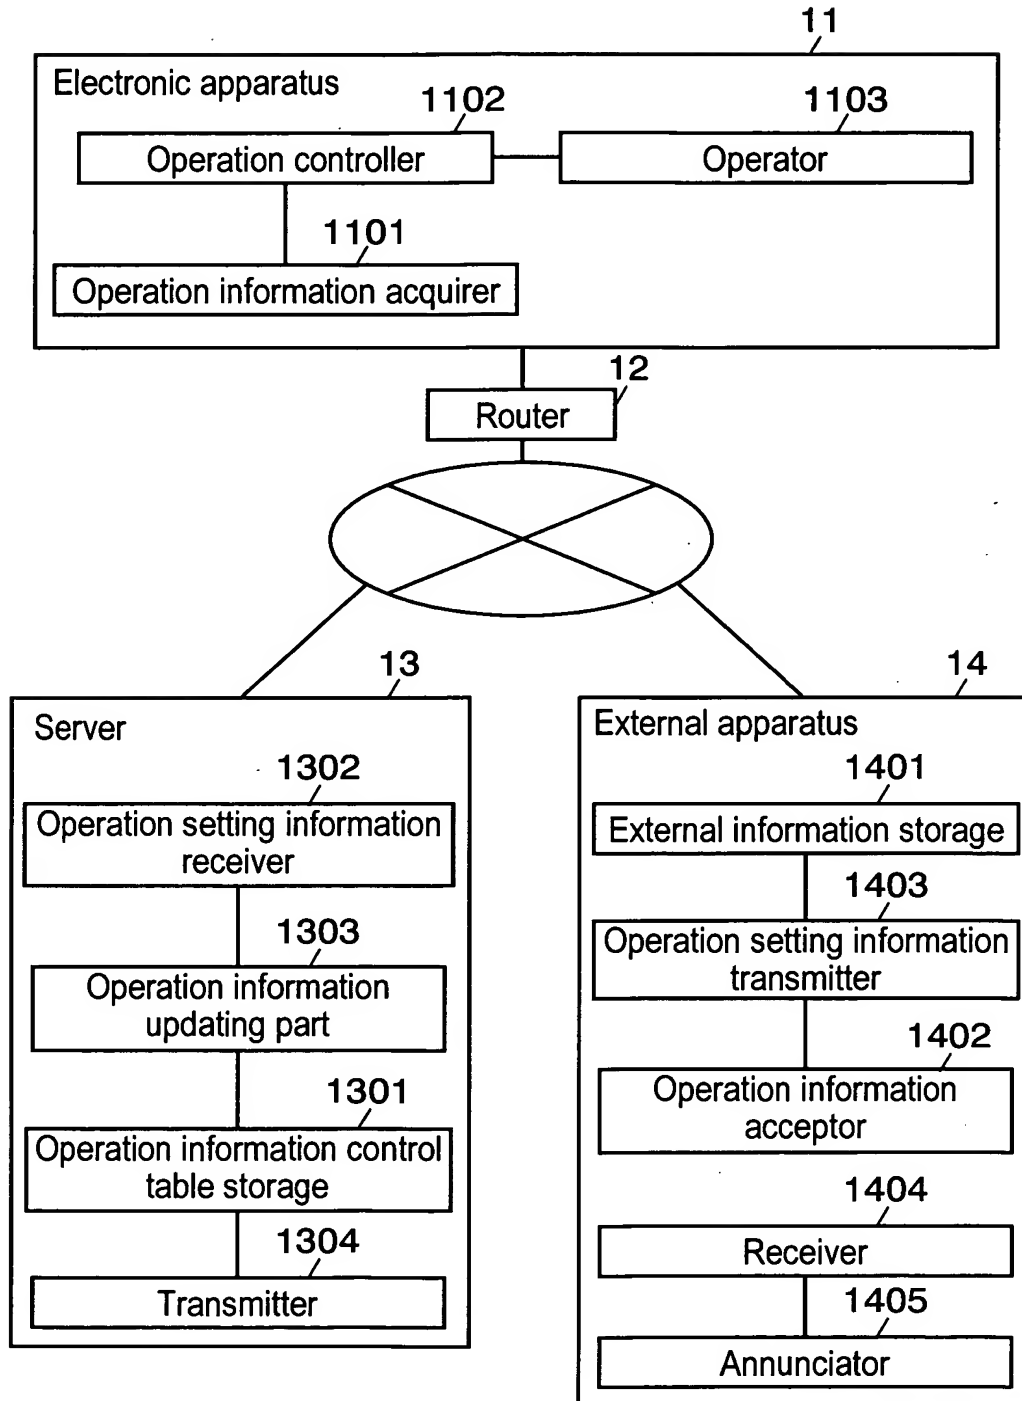 11
Electronic apparatus
1102
1103
Operation controller
Operator
1101
Operation information acquirer
12
Router
13
14
Server
External apparatus
1302
Operation setting information
receiver
1303
Operation information
updating part
1301
Operation information control
table storage
1304
Transmitter
1401
External information storage
1403
Operation setting information
transmitter
1402
Operation information
acceptor
1404
Receiver
1405
Annunciator